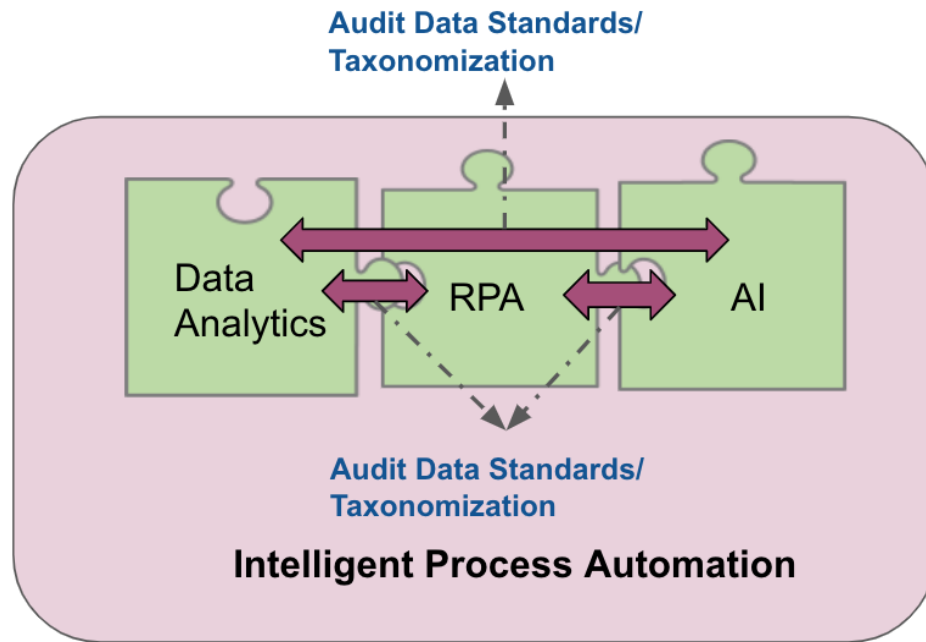 Audit Data Standards/
Taxonomization
Data
Analytics
RPA
AI
Audit Data Standards/
Taxonomization
Intelligent Process Automation